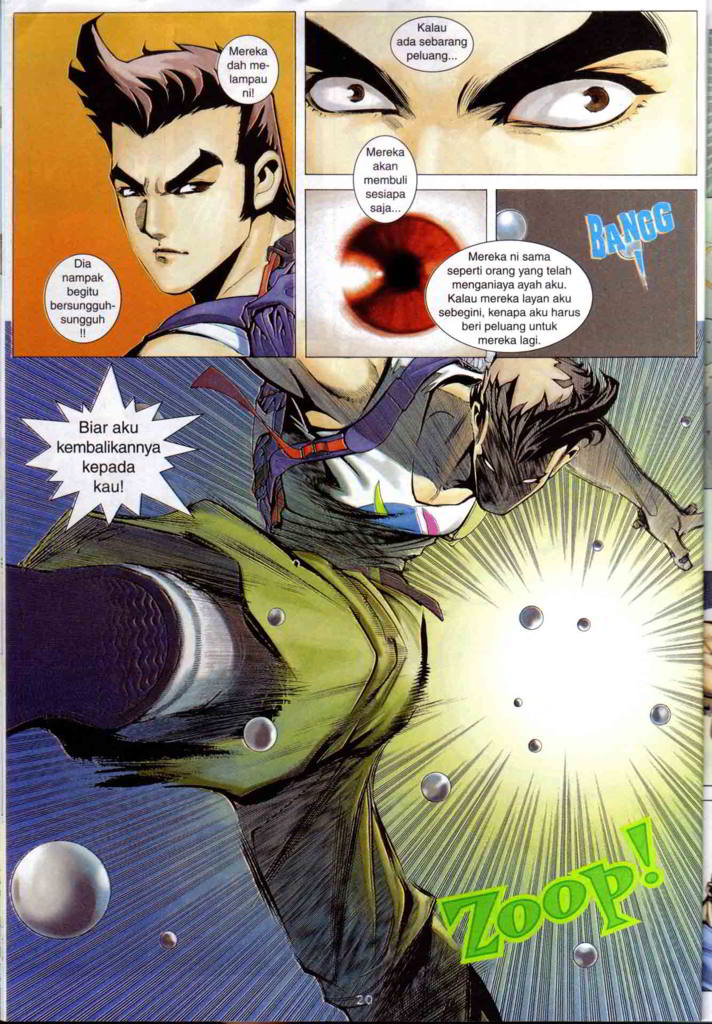 Mereka
dah me-
lampau
ni!
Dia
nampak
begitu
bersungguh-
sungguh
!!
Kalau
ada sebarang
peluang...
Mereka
akan
membuli
sesiapa
saja...
BANGG
!
Mereka ni sama
seperti orang yang telah
menganiaya ayah aku.
Kalau mereka layan aku
sebegini, kenapa aku harus
beri peluang untuk
mereka lagi.
Biar aku
kembalikannya
kepada
kau!
ZOOP!
20